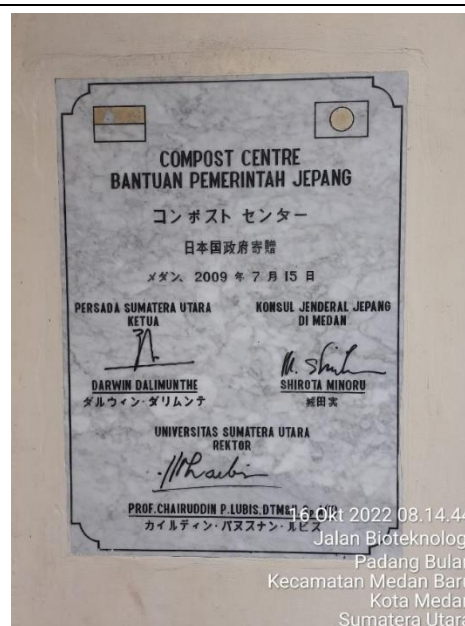 COMPOST CENTRE
BANTUAN PEMERINTAH JEPANG
コンポスト センター
日本国政府寄贈
メダン、2009 年 7 月 15 日
PERSADA SUMATERA UTARA
KETUA
DARWIN DALIMUNTHE
ダルウィン・ダリムンテ
KONSUL JENDERAL JEPANG
DI MEDAN
SHIROTA MINORU
城田実
UNIVERSITAS SUMATERA UTARA
REKTOR
PROF.CHAIRUDDIN P.LUBIS.DTM&H
カイルディン・パヌスナン・ルビス
16 Okt 2022 08.14.44
Jalan Bioteknologi
Padang Bulan
Kecamatan Medan Baru
Kota Medan
Sumatera Utara